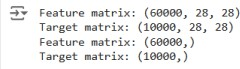 Feature matrix: (60000, 28, 28)
Target matrix: (10000, 28, 28)
Feature matrix: (60000,)
Target matrix: (10000,)